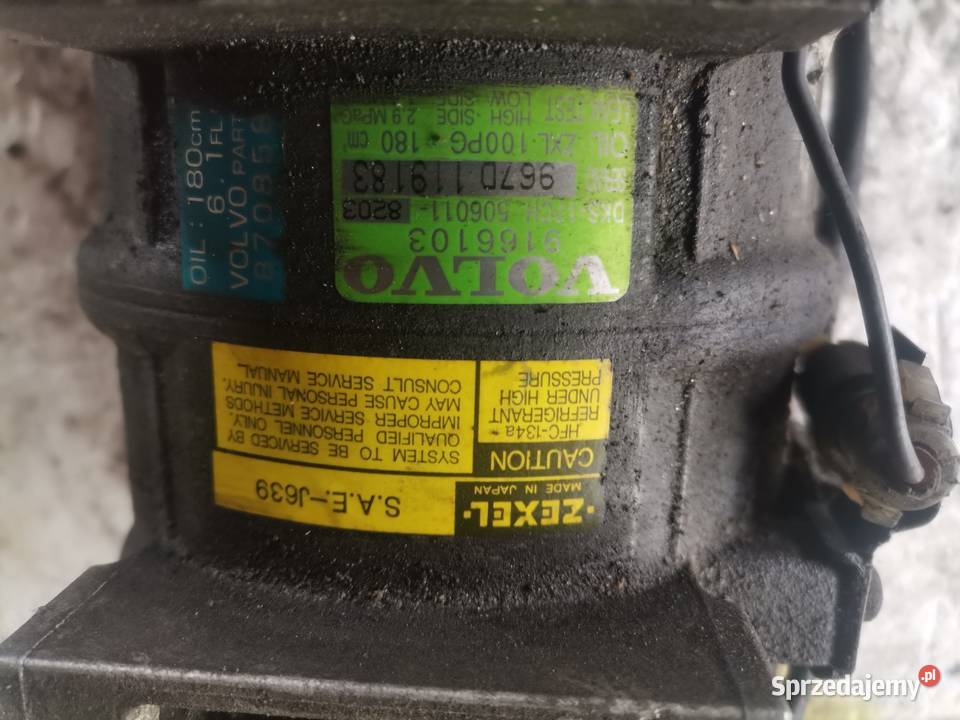 VOLVO
9166103
DKS-17CH 506011-8203
967D 119183
OIL ZXL-100PG 180 cm³
LEAK TEST HIGH SIDE 2.9 MPaG
LOW SIDE
OIL : 180cm
6.1FL
VOLVO PART
8708581
ZEXEL
MADE IN JAPAN
S.A.E.-J639
CAUTION
HFC-134a
REFRIGERANT
UNDER HIGH
PRESSURE
SYSTEM TO BE SERVICED BY
QUALIFIED PERSONNEL ONLY.
IMPROPER SERVICE METHODS
MAY CAUSE PERSONAL INJURY.
CONSULT SERVICE MANUAL.
Sprzedajemy.pl